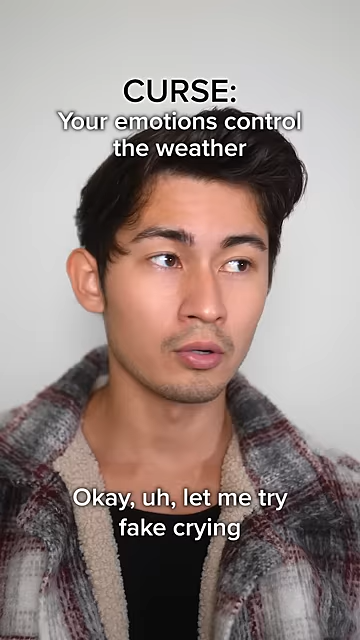 CURSE:
Your emotions control
the weather
Okay, uh, let me try
fake crying